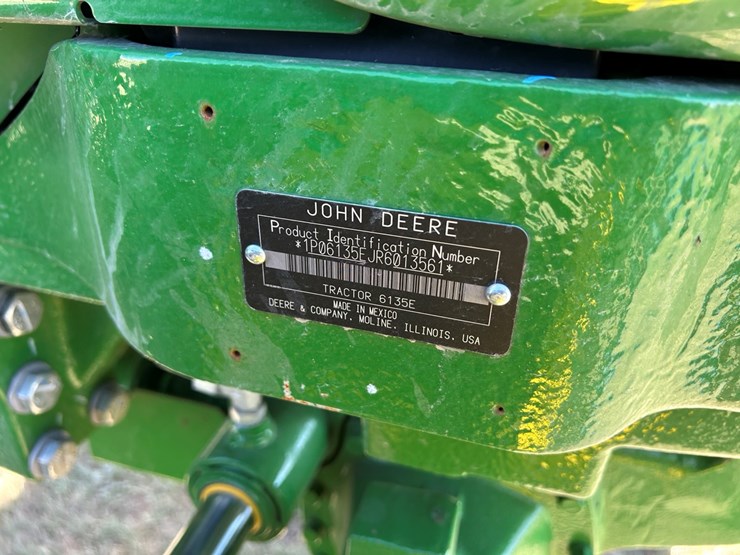 JOHN DEERE
Product Identification Number
*1P06135EJR6013561*
TRACTOR 6135E
MADE IN MEXICO
DEERE & COMPANY. MOLINE. ILLINOIS. USA